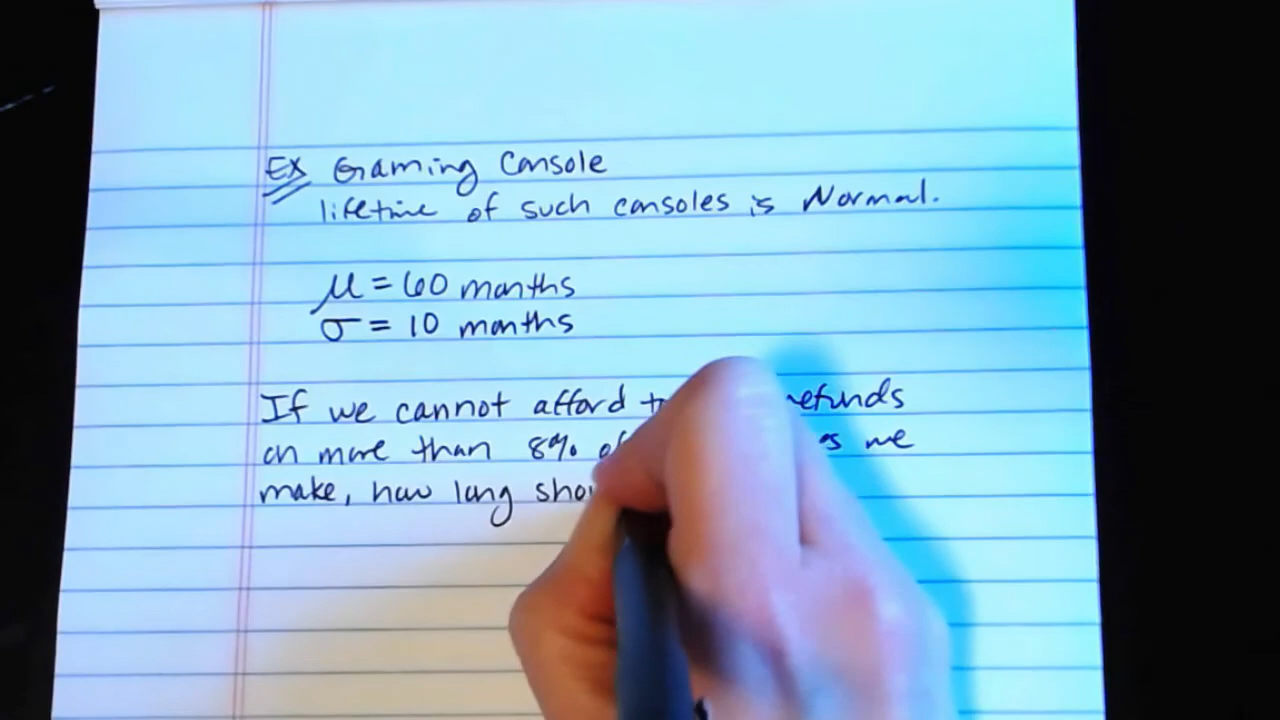 Ex Gaming Console
lifetime of such consoles is Normal.
μ = 60 months
σ = 10 months
If we cannot afford refunds
on more than 8% we
make, how long